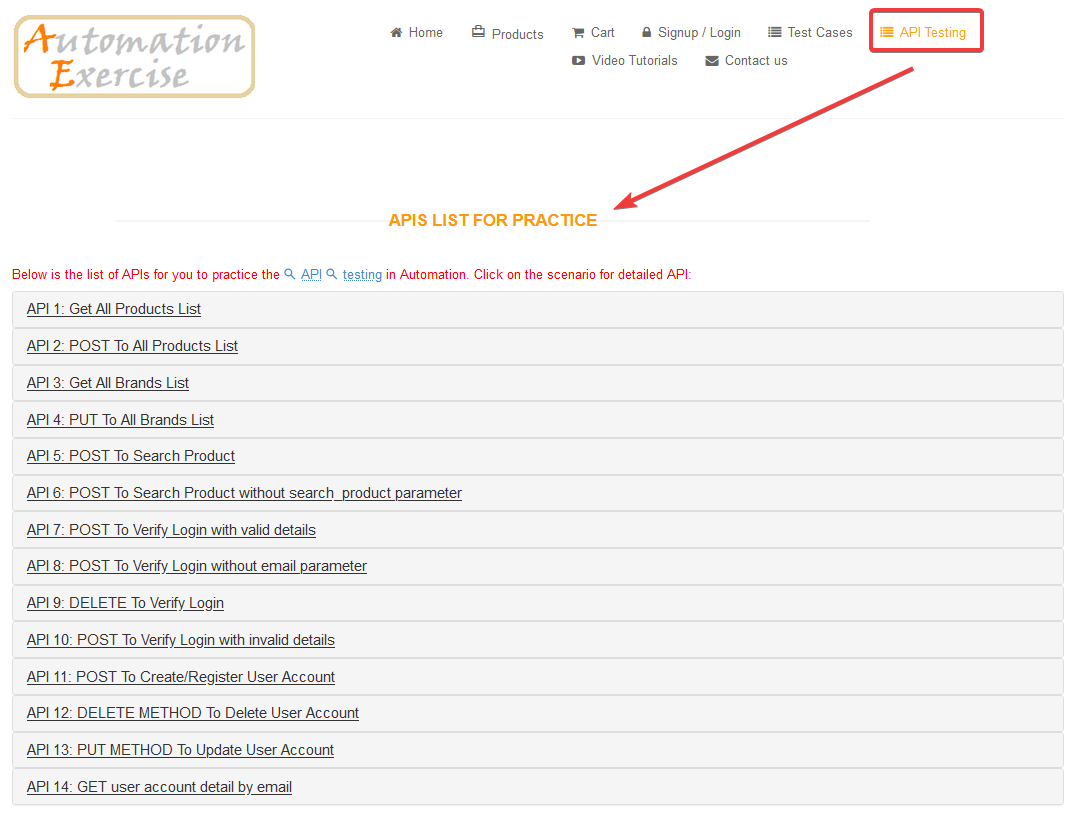 Automation
Exercise
Home Products Cart Signup / Login Test Cases API Testing
Video Tutorials Contact us
APIS LIST FOR PRACTICE
Below is the list of APIs for you to practice the API testing in Automation. Click on the scenario for detailed API:
API 1: Get All Products List
API 2: POST To All Products List
API 3: Get All Brands List
API 4: PUT To All Brands List
API 5: POST To Search Product
API 6: POST To Search Product without search_product parameter
API 7: POST To Verify Login with valid details
API 8: POST To Verify Login without email parameter
API 9: DELETE To Verify Login
API 10: POST To Verify Login with invalid details
API 11: POST To Create/Register User Account
API 12: DELETE METHOD To Delete User Account
API 13: PUT METHOD To Update User Account
API 14: GET user account detail by email